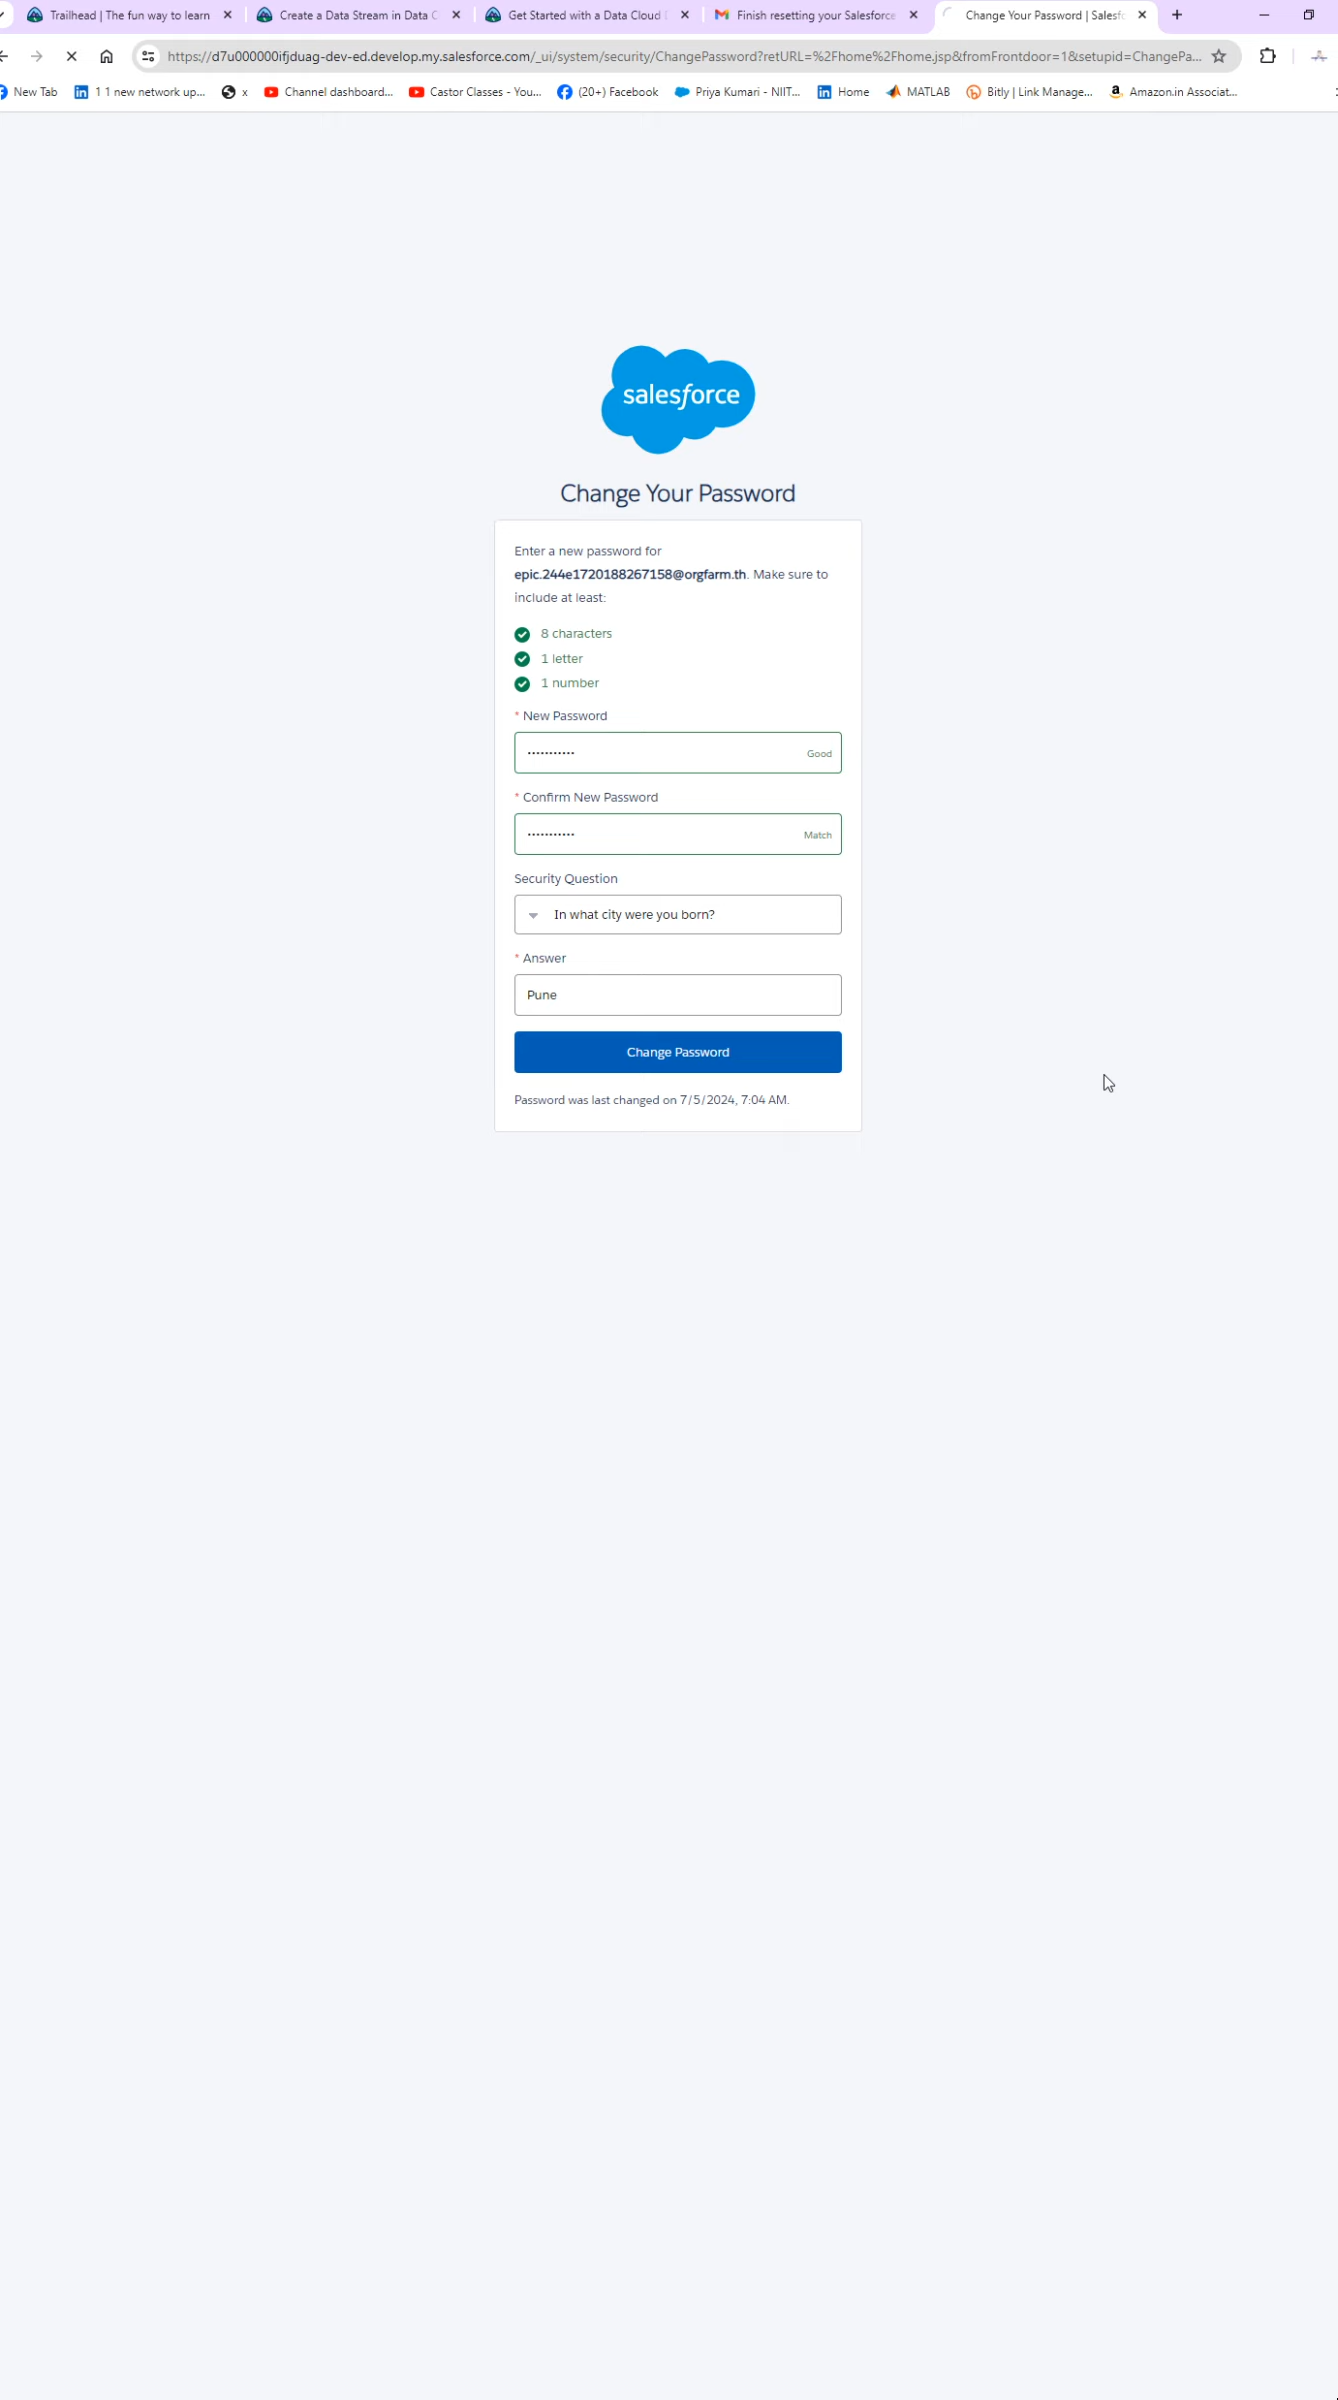 Trailhead | The fun way to learn
Create a Data Stream in Data C
Get Started with a Data Cloud
Finish resetting your Salesforce
Change Your Password | Salesf
https://d7u000000ifjduag-dev-ed.develop.my.salesforce.com/_ui/system/security/ChangePassword?retURL=%2Fhome%2Fhome.jsp&fromFrontdoor=1&setupid=ChangePa...
New Tab
1 1 new network up...
x
Channel dashboard...
Castor Classes - You...
(20+) Facebook
Priya Kumari - NIIT...
Home
MATLAB
Bitly | Link Manage...
Amazon.in Associat...
salesforce
Change Your Password
Enter a new password for
epic.244e1720188267158@orgfarm.th. Make sure to
include at least:
8 characters
1 letter
1 number
* New Password
••••••••••• Good
* Confirm New Password
••••••••••• Match
Security Question
In what city were you born?
* Answer
Pune
Change Password
Password was last changed on 7/5/2024, 7:04 AM.